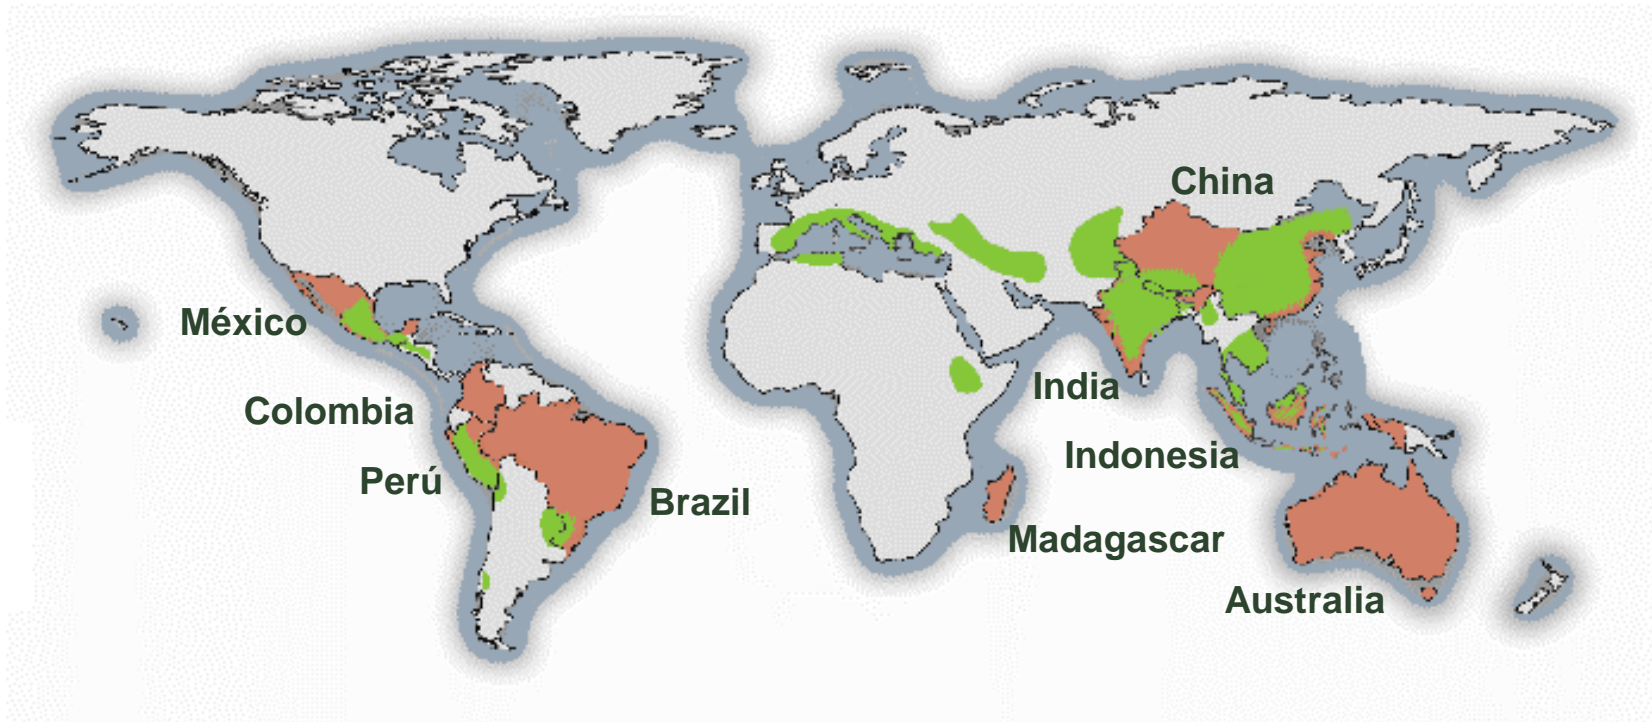 China
México
India
Colombia
Indonesia
Perú
Brazil
Madagascar
Australia